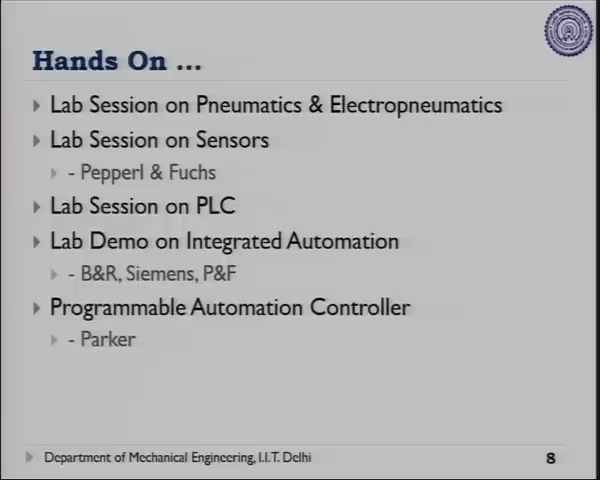 Hands On ...
Lab Session on Pneumatics & Electropneumatics
Lab Session on Sensors
- Pepperl & Fuchs
Lab Session on PLC
Lab Demo on Integrated Automation
- B&R, Siemens, P&F
Programmable Automation Controller
- Parker
Department of Mechanical Engineering, I.I.T. Delhi
8